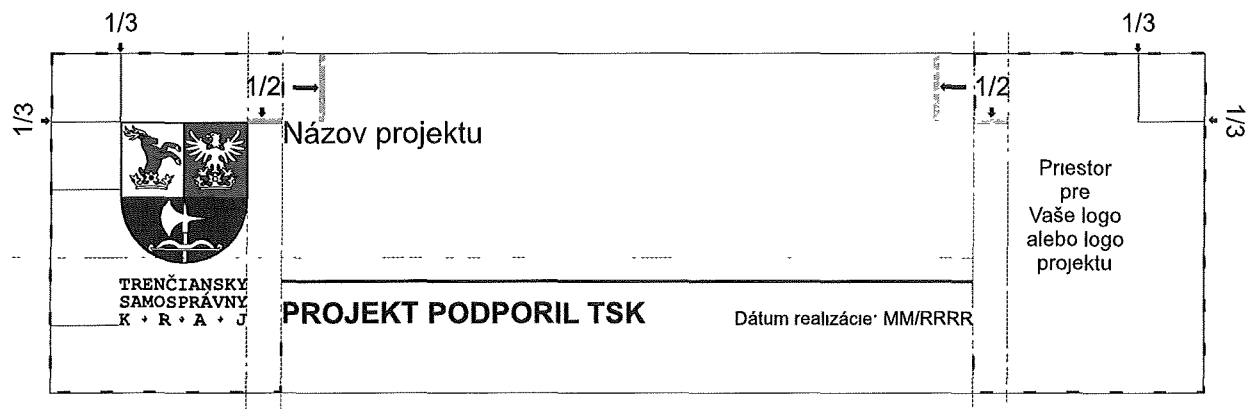 1/3
1/3
1/2
1/2
1/3
1/3
Názov projektu
Priestor
pre
Vaše logo
alebo logo
projektu
TRENČIANSKY
SAMOSPRÁVNY
K + R + A + J
PROJEKT PODPORIL TSK
Dátum realizácie: MM/RRRR